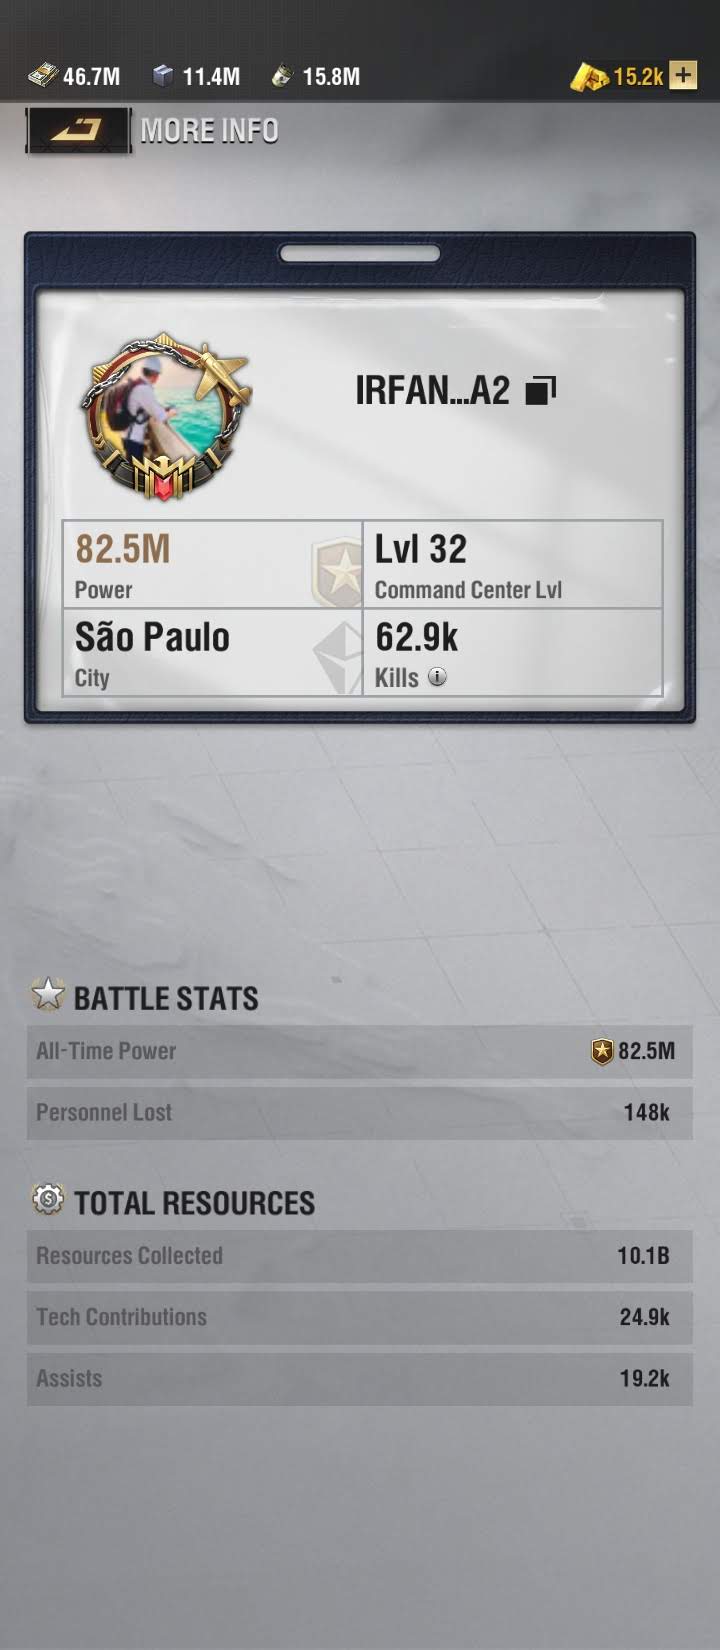 46.7M 11.4M 15.8M 15.2k +
MORE INFO
IRFAN...A2
82.5M
Power
Lvl 32
Command Center Lvl
São Paulo
City
62.9k
Kills i
BATTLE STATS
All-Time Power 82.5M
Personnel Lost 148k
TOTAL RESOURCES
Resources Collected 10.1B
Tech Contributions 24.9k
Assists 19.2k